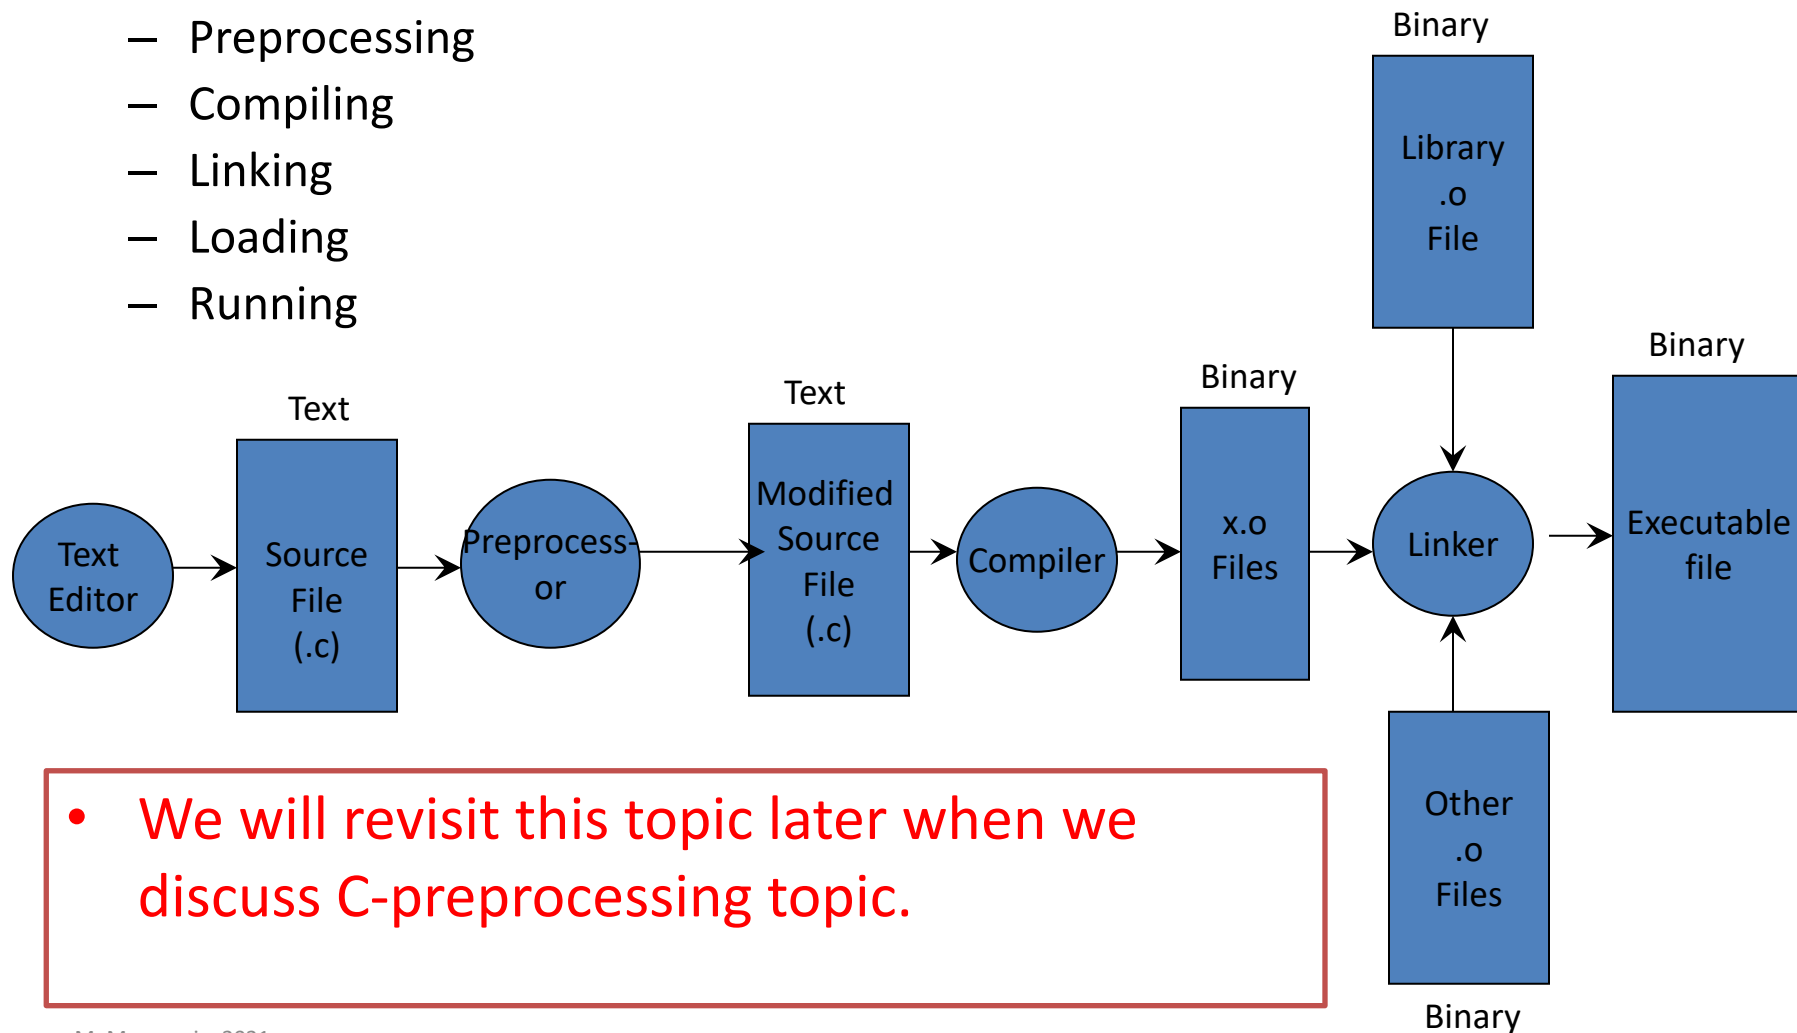 – Preprocessing
– Compiling
– Linking
– Loading
– Running
Binary
Library
.o
File
Text
Text
Binary
Binary
Text
Editor
Source
File
(.c)
Preprocess-
or
Modified
Source
File
(.c)
Compiler
x.o
Files
Linker
Executable
file
• We will revisit this topic later when we
discuss C-preprocessing topic.
Other
.o
Files
Binary